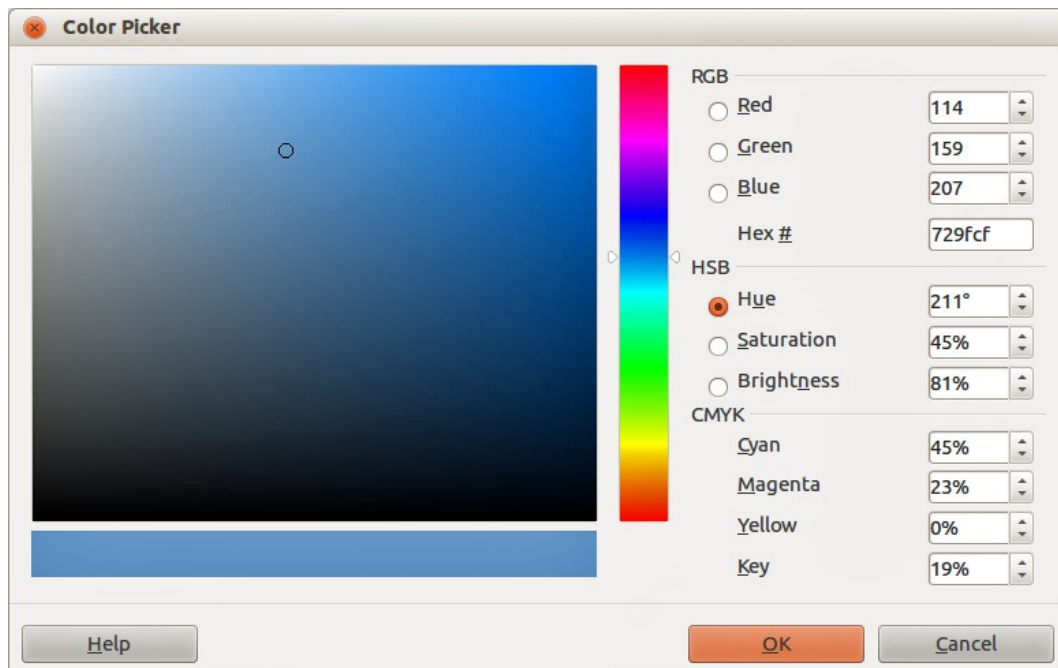 Color Picker
RGB
Red 114
Green 159
Blue 207
Hex # 729fcf
HSB
Hue 211°
Saturation 45%
Brightness 81%
CMYK
Cyan 45%
Magenta 23%
Yellow 0%
Key 19%
Help OK Cancel